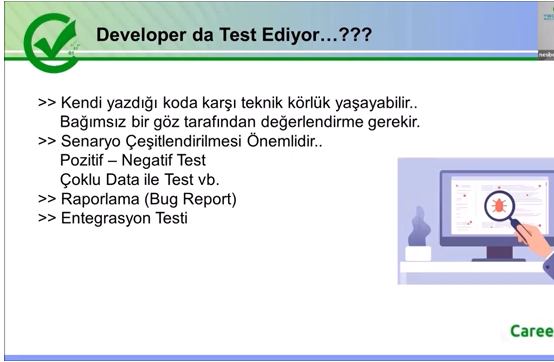 Developer da Test Ediyor…???
>> Kendi yazdığı koda karşı teknik körlük yaşayabilir..
Bağımsız bir göz tarafından değerlendirme gerekir.
>> Senaryo Çeşitlendirilmesi Önemlidir..
Pozitif – Negatif Test
Çoklu Data ile Test vb.
>> Raporlama (Bug Report)
>> Entegrasyon Testi
Caree